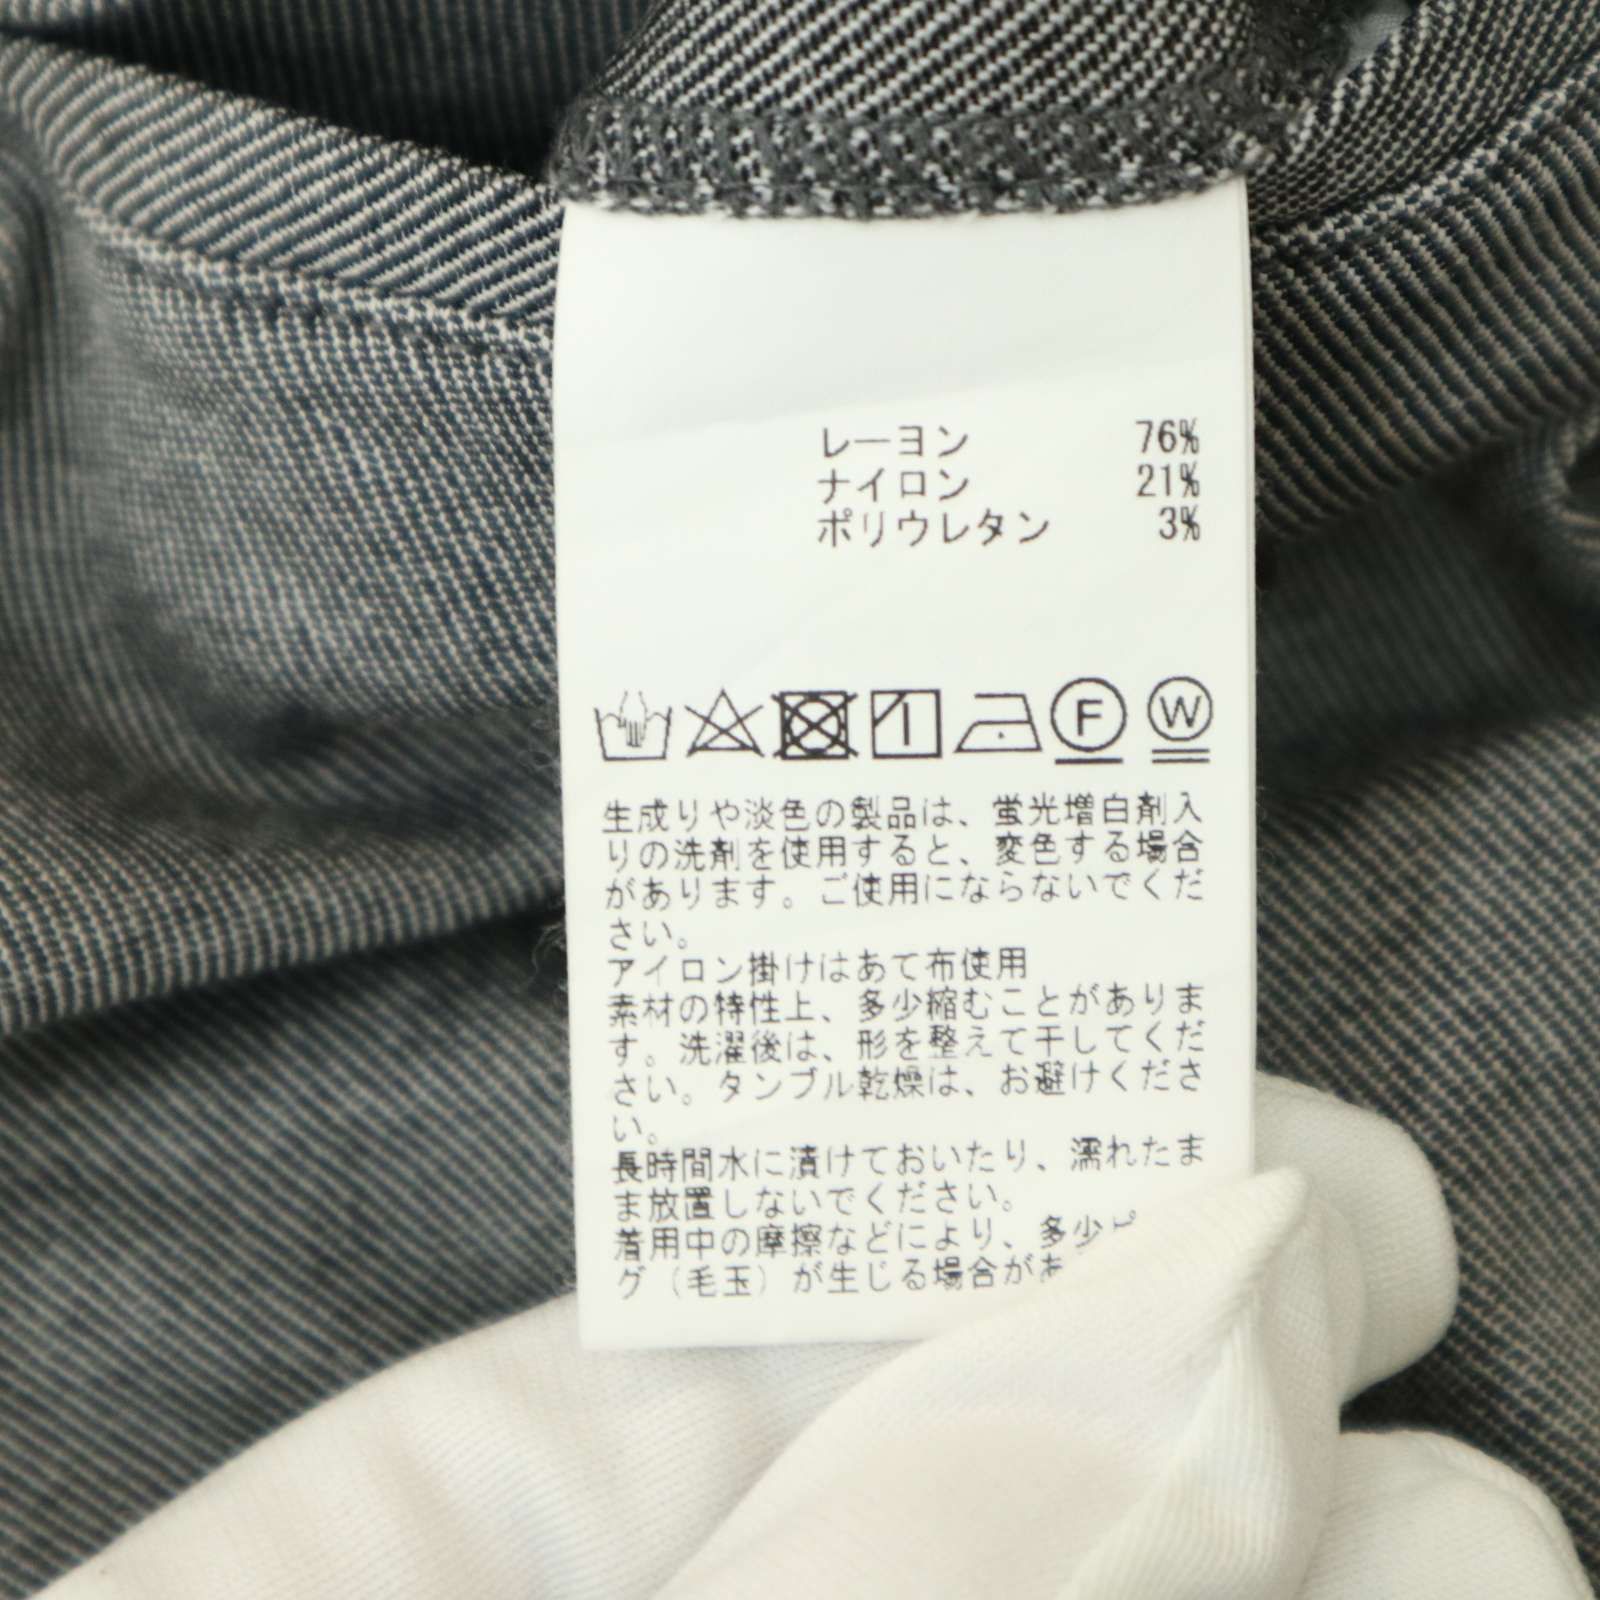 レーヨン 76%
ナイロン 21%
ポリウレタン 3%
F W
生成りや淡色の製品は、蛍光増白剤入
りの洗剤を使用すると、変色する場合
があります。ご使用にならないでくだ
さい。
アイロン掛けはあて布使用
素材の特性上、多少縮むことがありま
す。洗濯後は、形を整えて干してくだ
さい。タンブル乾燥は、お避けくださ
い。
長時間水に漬けておいたり、濡れたま
ま放置しないでください。
着用中の摩擦などにより、多少ピ
グ(毛玉)が生じる場合があ